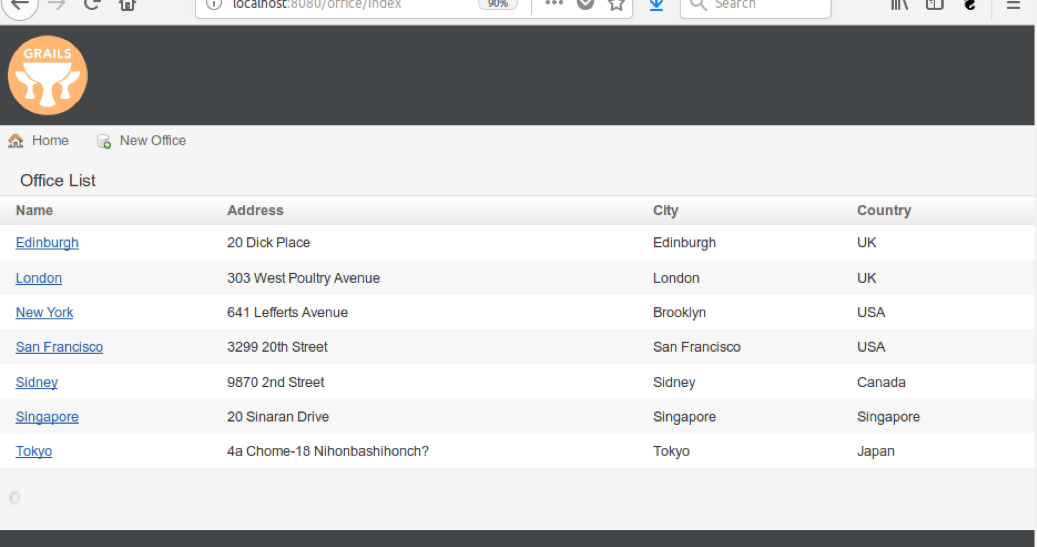 localhost:8080/office/index 90% Search
GRAILS
Home New Office
Office List
Name Address City Country
Edinburgh 20 Dick Place Edinburgh UK
London 303 West Poultry Avenue London UK
New York 641 Lefferts Avenue Brooklyn USA
San Francisco 3299 20th Street San Francisco USA
Sidney 9870 2nd Street Sidney Canada
Singapore 20 Sinaran Drive Singapore Singapore
Tokyo 4a Chome-18 Nihonbashihonch? Tokyo Japan